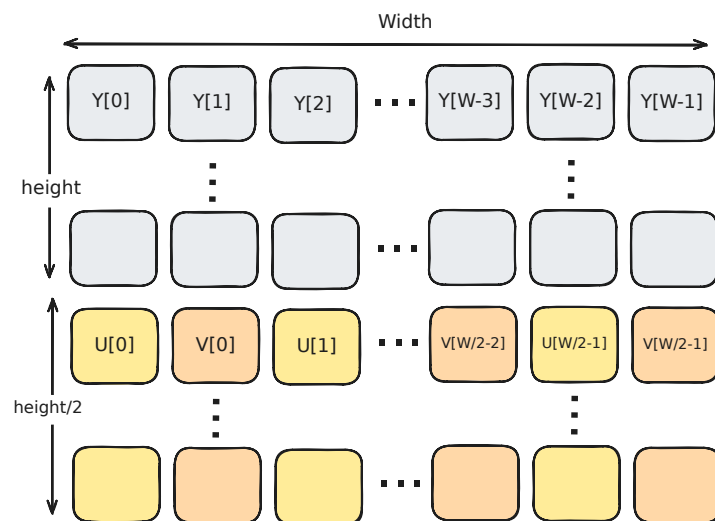 Width
Y[0] Y[1] Y[2] Y[W-3] Y[W-2] Y[W-1]
height
U[0] V[0] U[1] V[W/2-2] U[W/2-1] V[W/2-1]
height/2